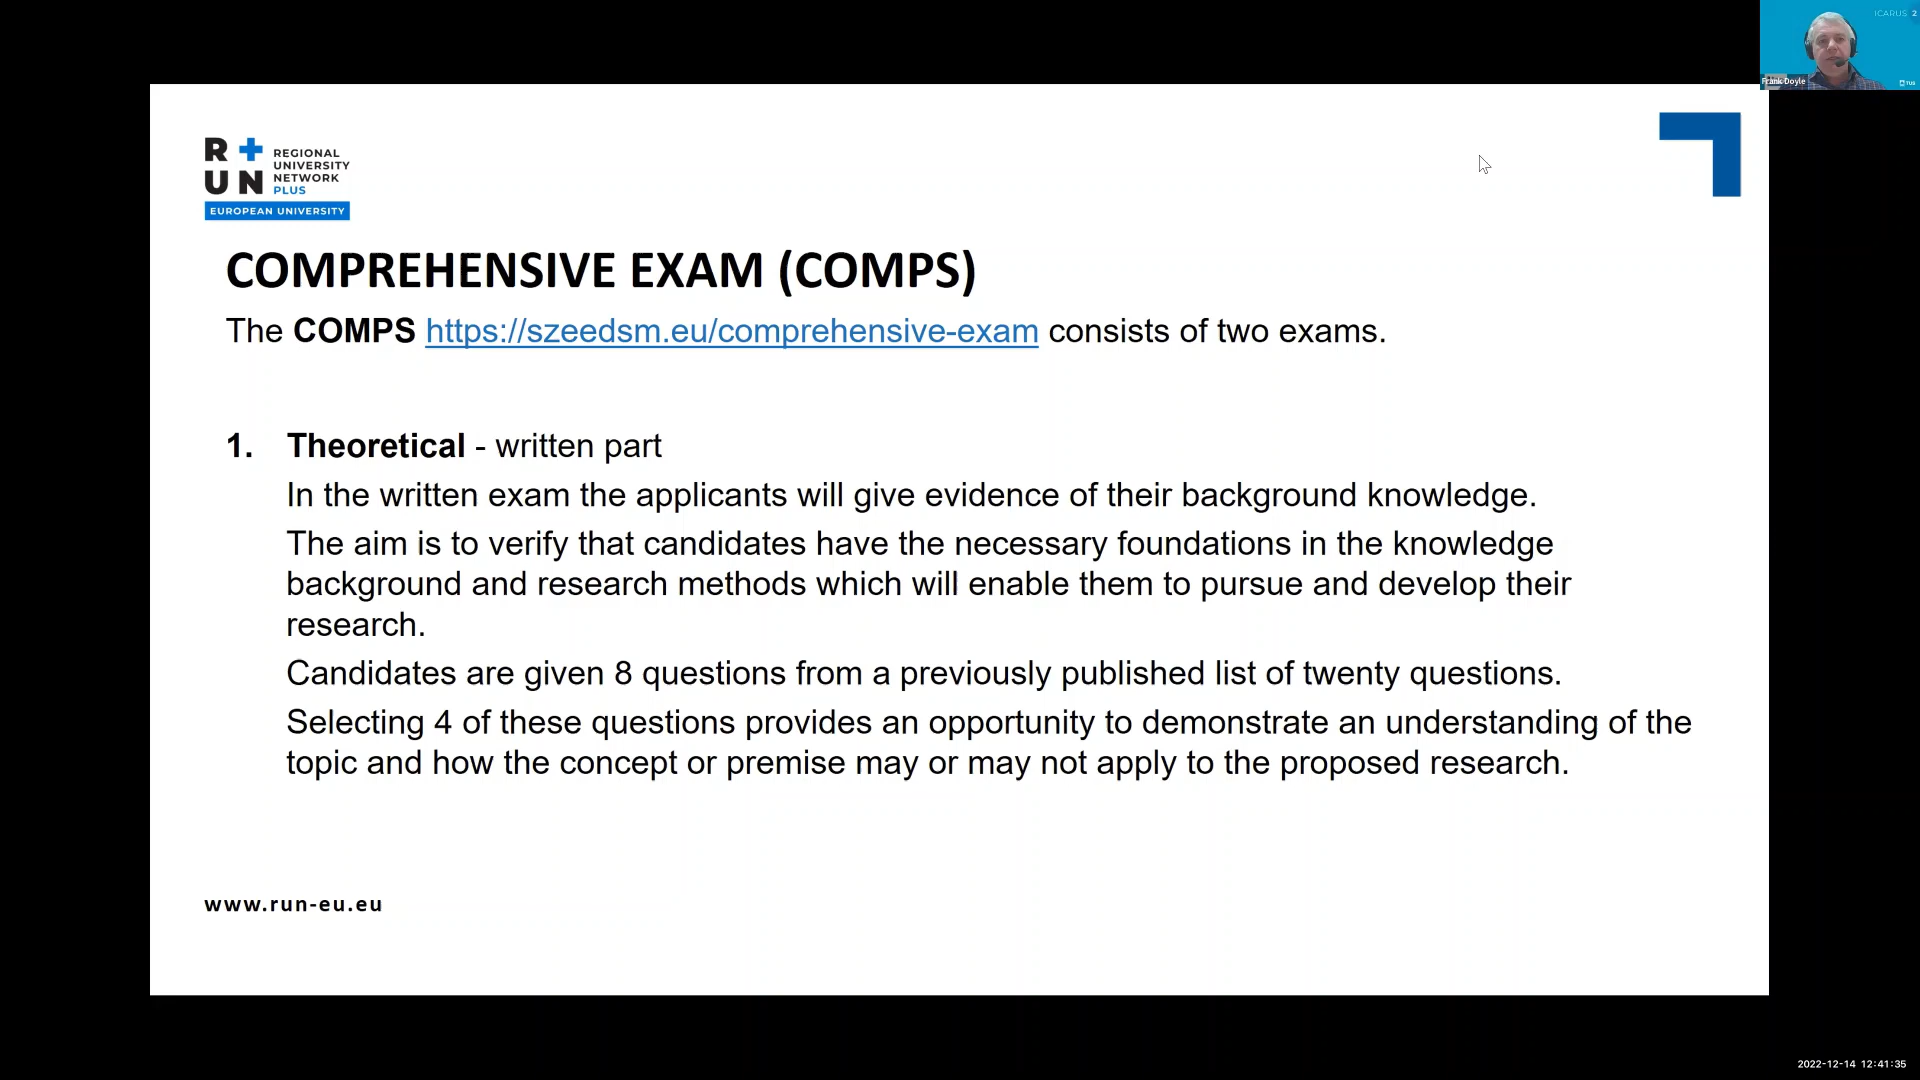 ICARUS 2
Frank Doyle
TUS
R + UN
REGIONAL
UNIVERSITY
NETWORK
PLUS
EUROPEAN UNIVERSITY
COMPREHENSIVE EXAM (COMPS)
The COMPS https://szeedsm.eu/comprehensive-exam consists of two exams.
1. Theoretical - written part
In the written exam the applicants will give evidence of their background knowledge.
The aim is to verify that candidates have the necessary foundations in the knowledge
background and research methods which will enable them to pursue and develop their
research.
Candidates are given 8 questions from a previously published list of twenty questions.
Selecting 4 of these questions provides an opportunity to demonstrate an understanding of the
topic and how the concept or premise may or may not apply to the proposed research.
www.run-eu.eu
2022-12-14 12:41:35